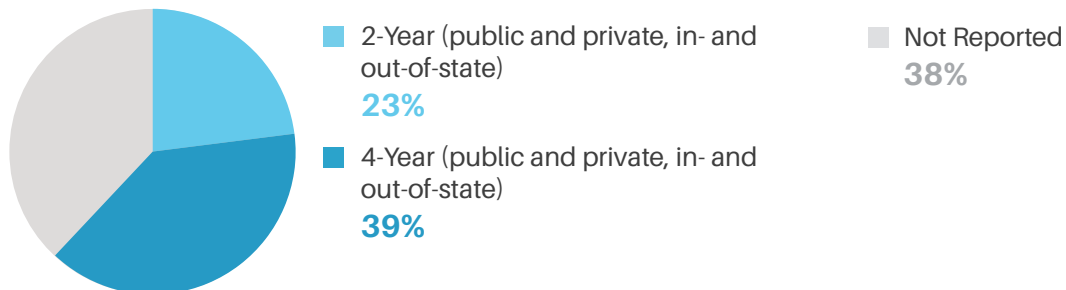 2-Year (public and private, in- and
out-of-state)
23%
4-Year (public and private, in- and
out-of-state)
39%
Not Reported
38%